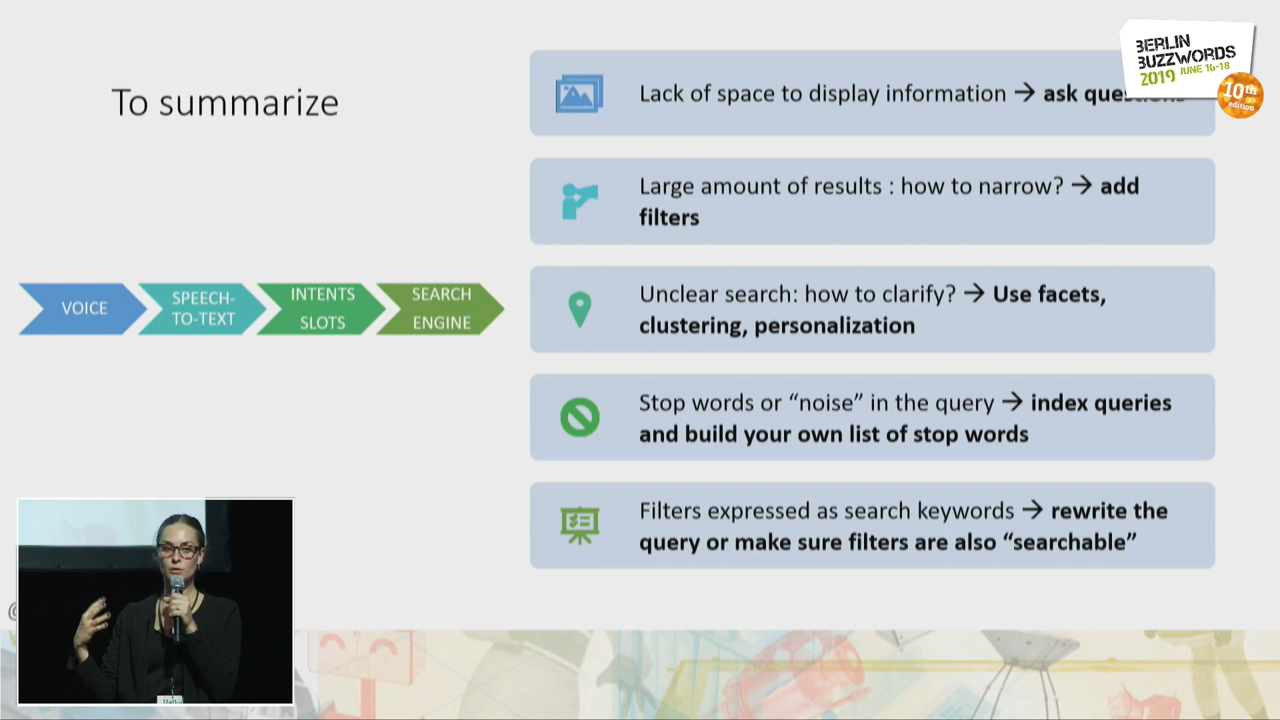 To summarize
VOICE
SPEECH-
TO-TEXT
INTENTS
SLOTS
SEARCH
ENGINE
Lack of space to display information → ask
Large amount of results : how to narrow? → add
filters
Unclear search: how to clarify? → Use facets,
clustering, personalization
Stop words or “noise” in the query → index queries
and build your own list of stop words
Filters expressed as search keywords → rewrite the
query or make sure filters are also “searchable”
BERLIN
BUZZWORDS
2019 JUNE 16-18
10th
edition